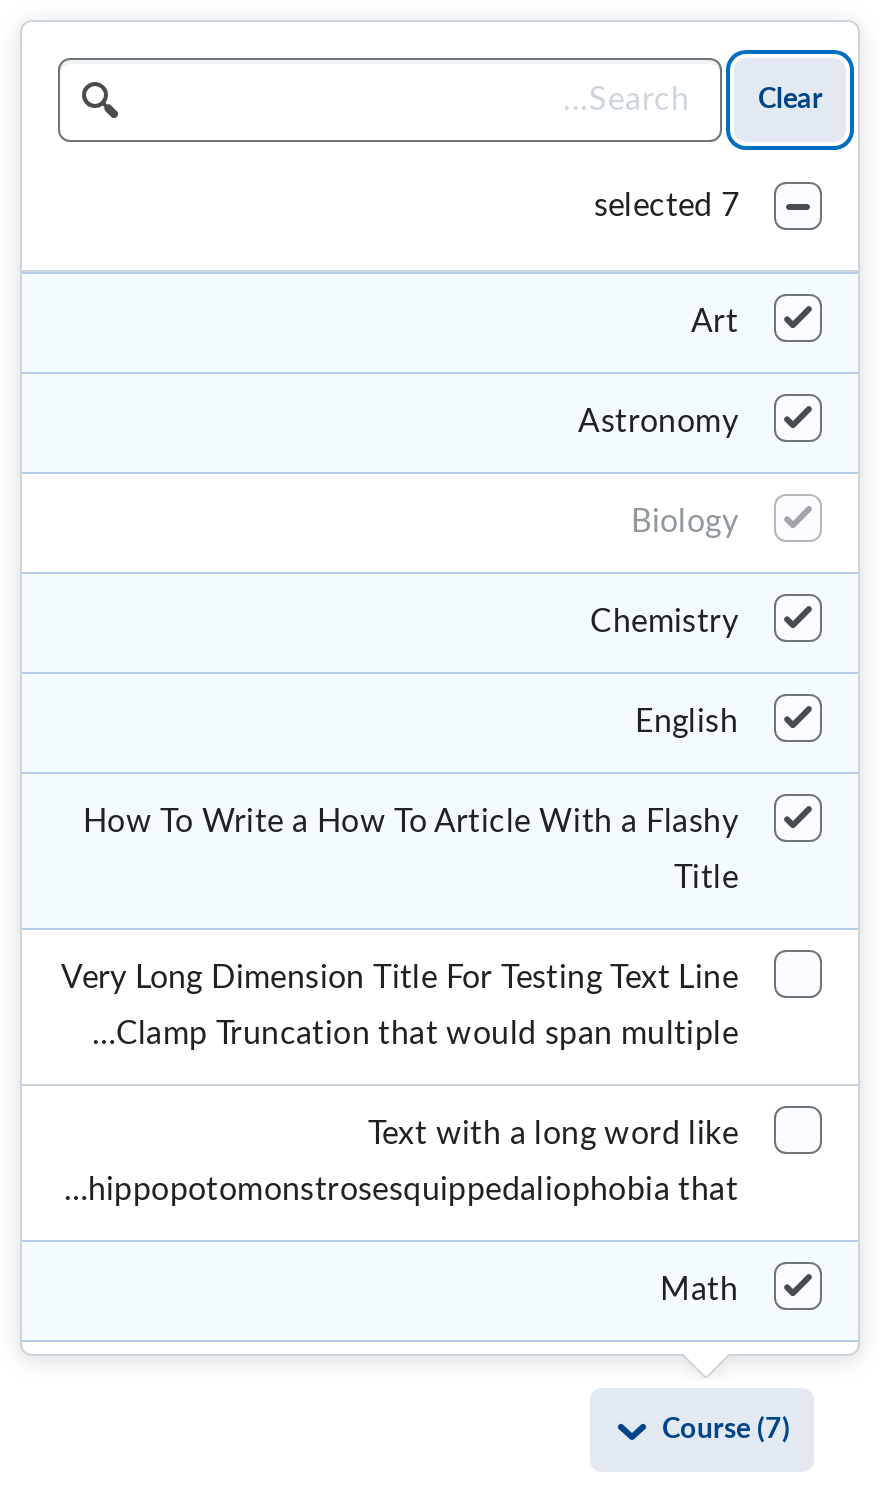 ...Search
Clear
selected 7
Art
Astronomy
Biology
Chemistry
English
How To Write a How To Article With a Flashy
Title
Very Long Dimension Title For Testing Text Line
...Clamp Truncation that would span multiple
Text with a long word like
...hippopotomonstrosesquippedaliophobia that
Math
Course (7)